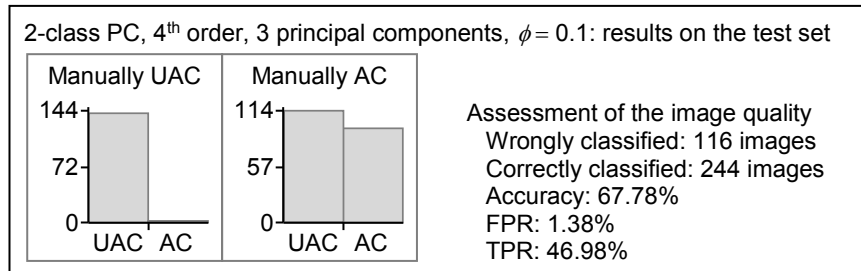 2-class PC, 4th order, 3 principal components, ϕ = 0.1: results on the test set
Manually UAC
144
72
0
UAC AC
Manually AC
114
57
0
UAC AC
Assessment of the image quality
Wrongly classified: 116 images
Correctly classified: 244 images
Accuracy: 67.78%
FPR: 1.38%
TPR: 46.98%